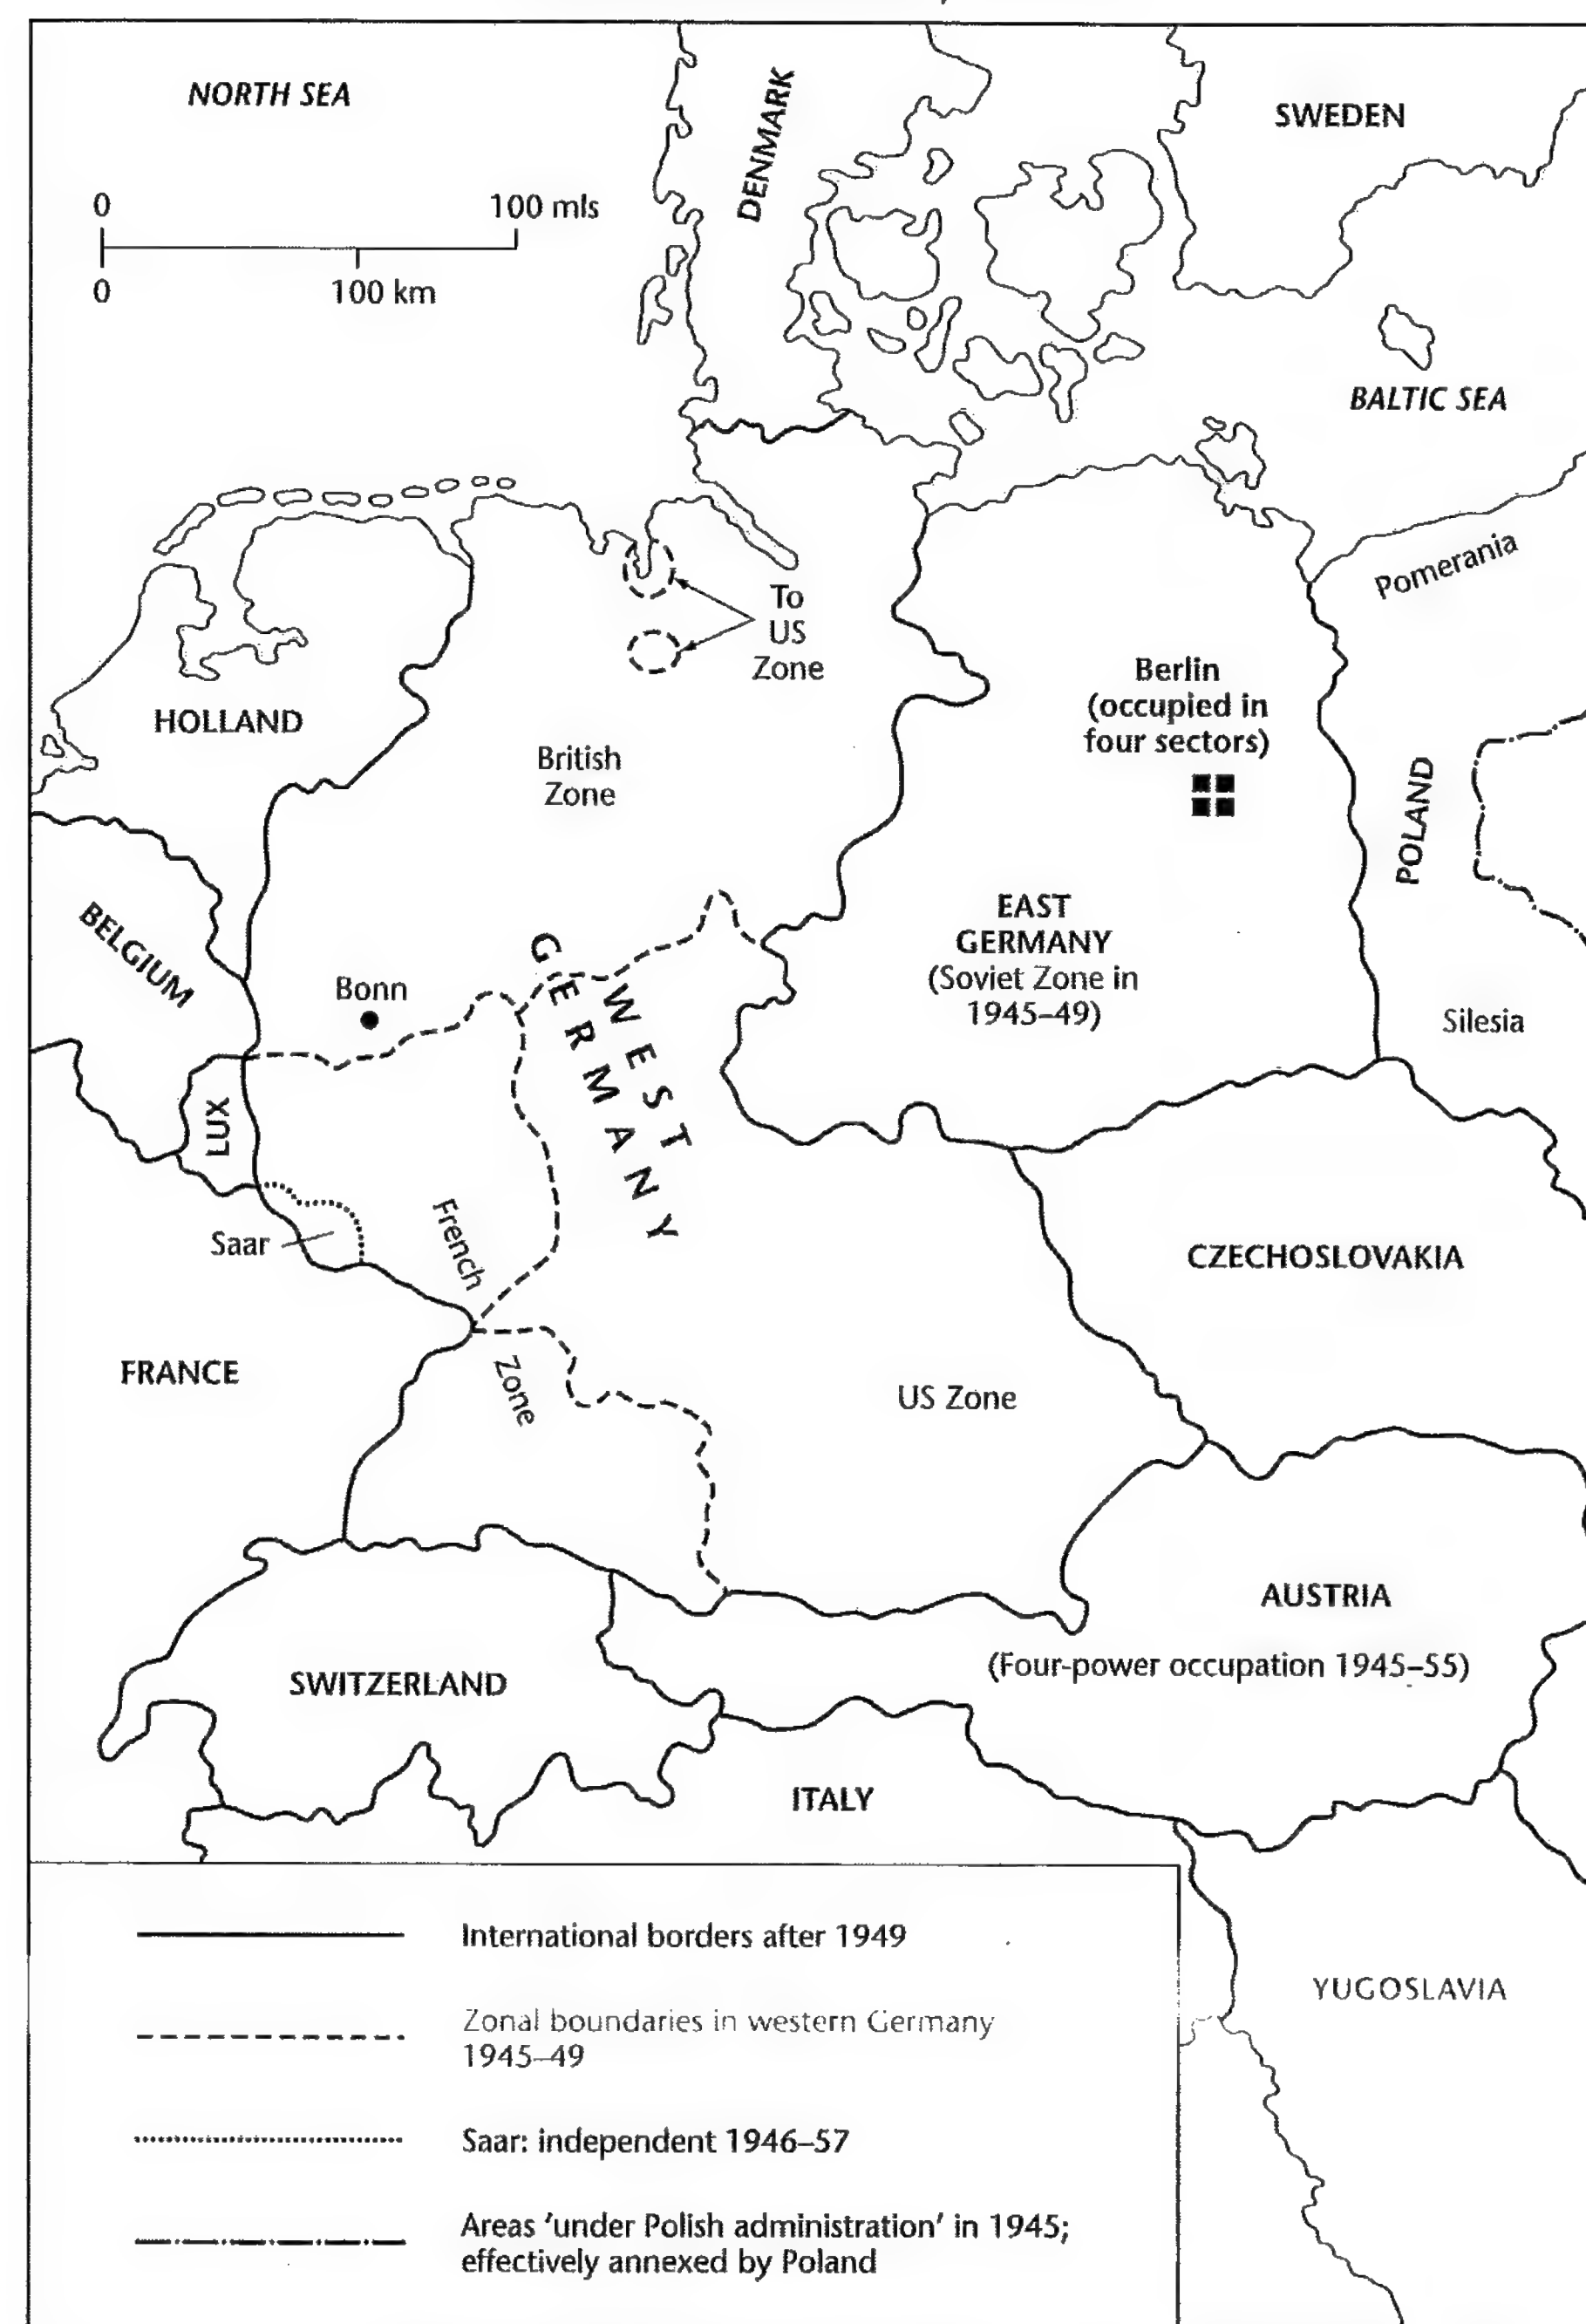 NORTH SEA
DENMARK
SWEDEN
0
100 mls
0
100 km
BALTIC SEA
Pomerania
To
US
Zone
HOLLAND
Berlin
(occupied in
four sectors)
British
Zone
POLAND
BELGIUM
EAST
GERMANY
(Soviet Zone in
1945–49)
Bonn
WEST
GERMANY
Silesia
LUX
Saar
French
Zone
CZECHOSLOVAKIA
FRANCE
US Zone
AUSTRIA
(Four-power occupation 1945–55)
SWITZERLAND
ITALY
YUGOSLAVIA
International borders after 1949
Zonal boundaries in western Germany
1945–49
Saar: independent 1946–57
Areas 'under Polish administration' in 1945;
effectively annexed by Poland